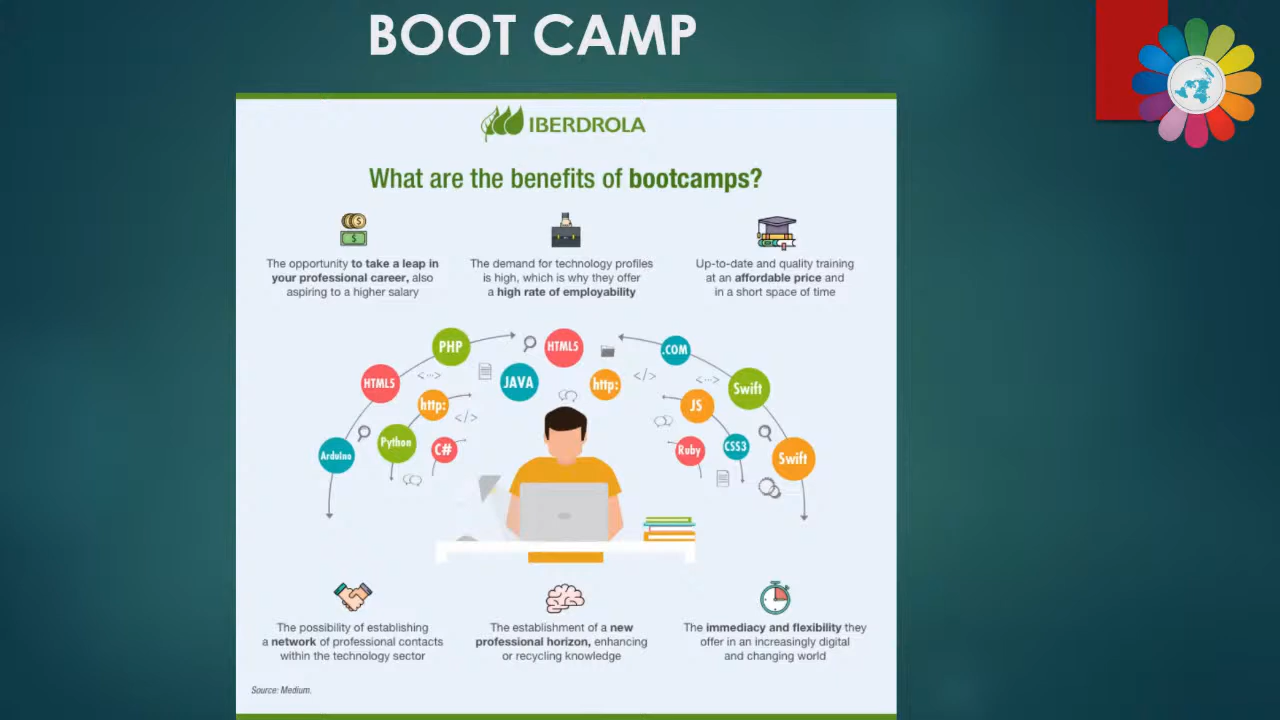 BOOT CAMP
IBERDROLA
What are the benefits of bootcamps?
The opportunity to take a leap in
your professional career, also
aspiring to a higher salary
The demand for technology profiles
is high, which is why they offer
a high rate of employability
Up-to-date and quality training
at an affordable price and
in a short space of time
PHP
HTML5
.COM
HTML5
JAVA
http:
Swift
http:
JS
Arduino
Python
C#
Ruby
CSS3
Swift
The possibility of establishing
a network of professional contacts
within the technology sector
The establishment of a new
professional horizon, enhancing
or recycling knowledge
The immediacy and flexibility they
offer in an increasingly digital
and changing world
Source: Medium.